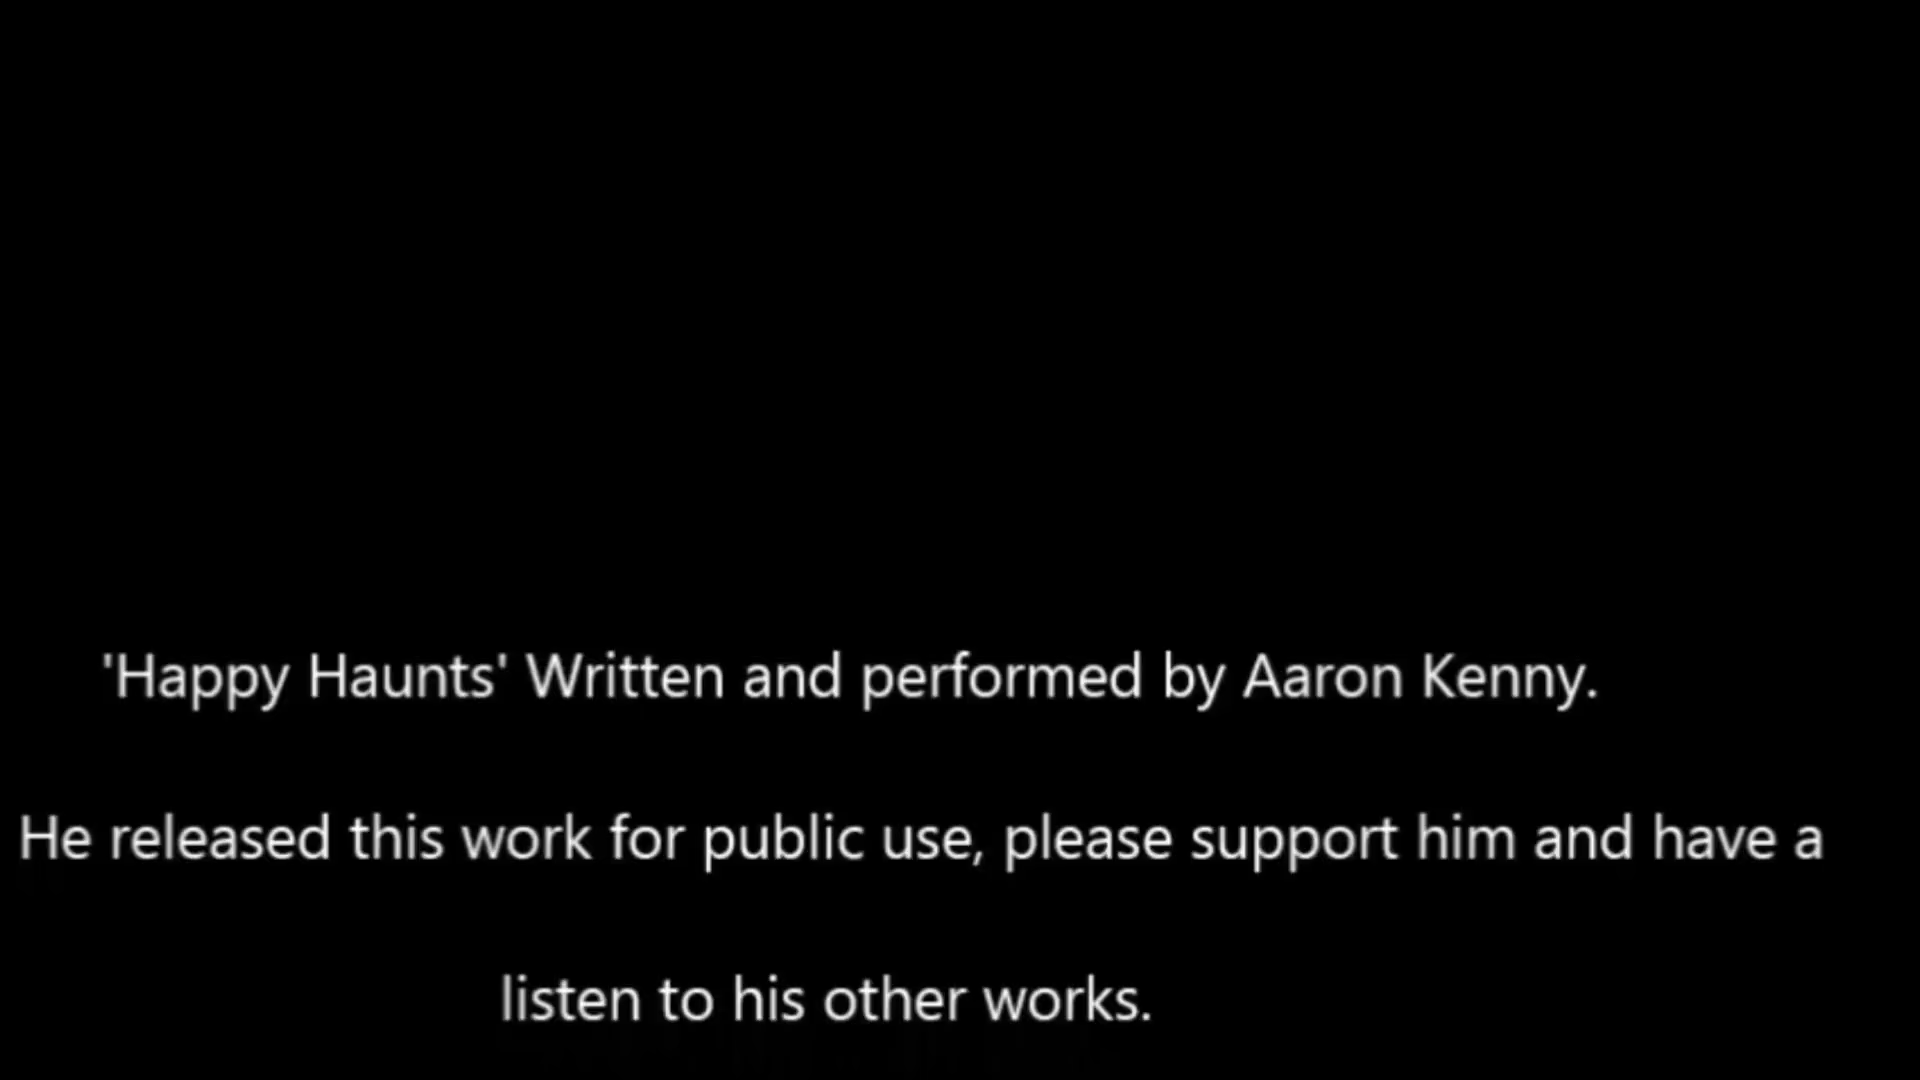 'Happy Haunts' Written and performed by Aaron Kenny.
He released this work for public use, please support him and have a
listen to his other works.